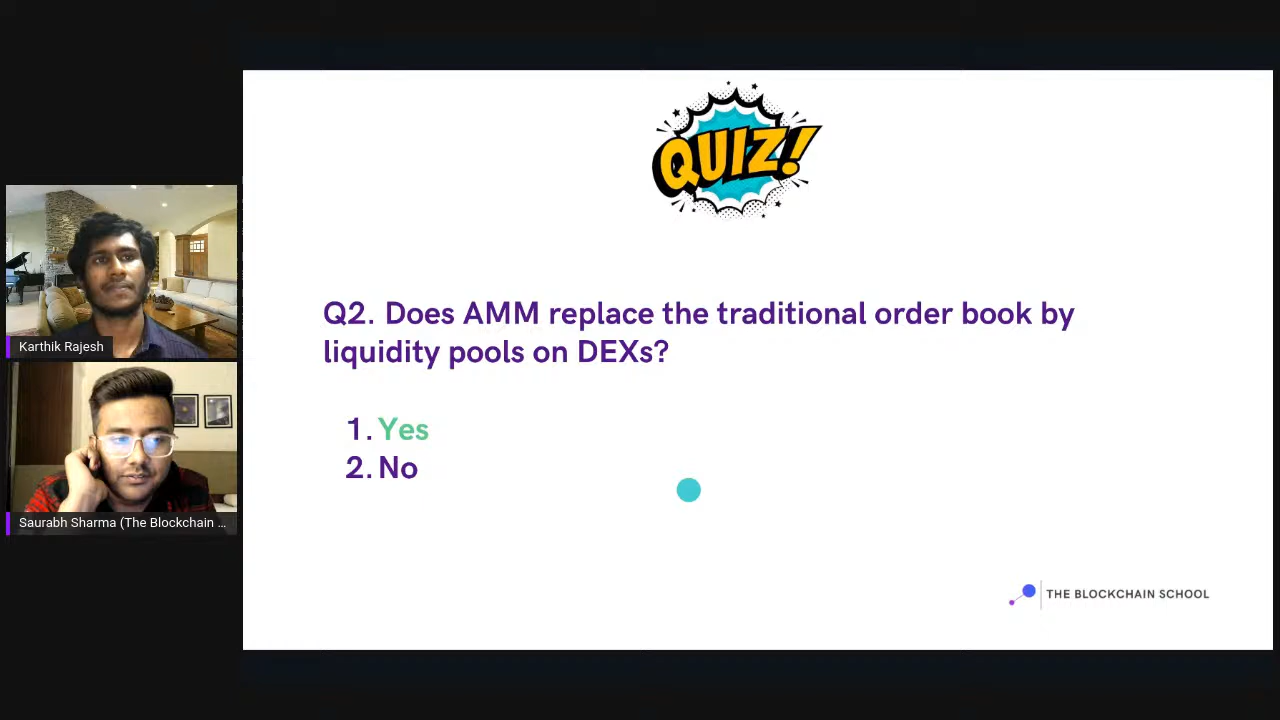 QUIZ!
Q2. Does AMM replace the traditional order book by
liquidity pools on DEXs?
1. Yes
2. No
Karthik Rajesh
Saurabh Sharma (The Blockchain ...
THE BLOCKCHAIN SCHOOL